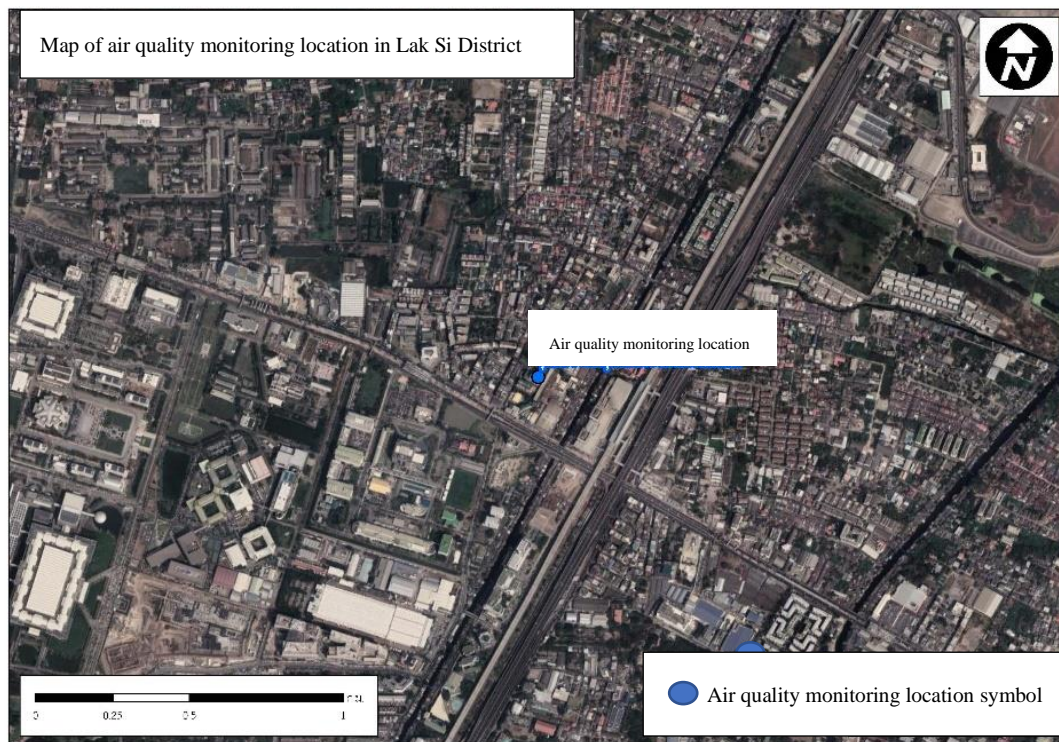 Map of air quality monitoring location in Lak Si District
N
Air quality monitoring location
0 0.25 0.5 1
Air quality monitoring location symbol